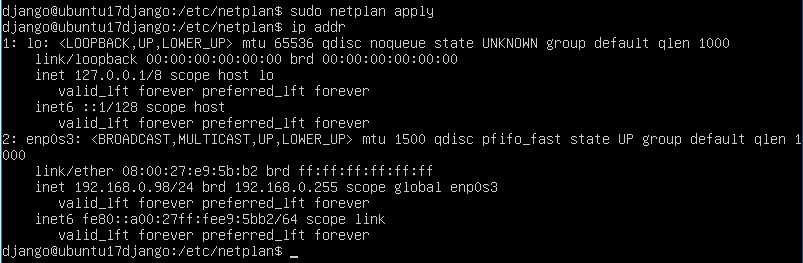 django@ubuntu17django:/etc/netplan$ sudo netplan apply
django@ubuntu17django:/etc/netplan$ ip addr
1: lo: <LOOPBACK,UP,LOWER_UP> mtu 65536 qdisc noqueue state UNKNOWN group default qlen 1000
    link/loopback 00:00:00:00:00:00 brd 00:00:00:00:00:00
    inet 127.0.0.1/8 scope host lo
       valid_lft forever preferred_lft forever
    inet6 ::1/128 scope host
       valid_lft forever preferred_lft forever
2: enp0s3: <BROADCAST,MULTICAST,UP,LOWER_UP> mtu 1500 qdisc pfifo_fast state UP group default qlen 1
000
    link/ether 08:00:27:e9:5b:b2 brd ff:ff:ff:ff:ff:ff
    inet 192.168.0.98/24 brd 192.168.0.255 scope global enp0s3
       valid_lft forever preferred_lft forever
    inet6 fe80::a00:27ff:fee9:5bb2/64 scope link
       valid_lft forever preferred_lft forever
django@ubuntu17django:/etc/netplan$ _